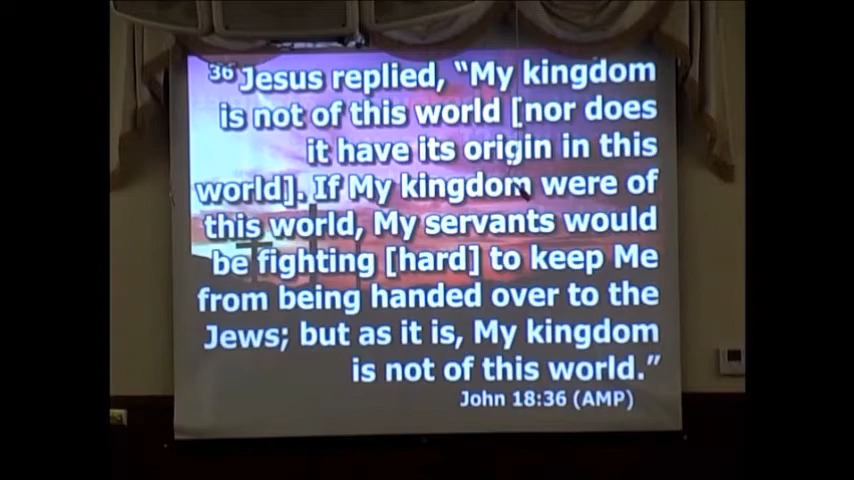 36 Jesus replied, “My kingdom
is not of this world [nor does
it have its origin in this
world]. If My kingdom were of
this world, My servants would
be fighting [hard] to keep Me
from being handed over to the
Jews; but as it is, My kingdom
is not of this world.”
John 18:36 (AMP)